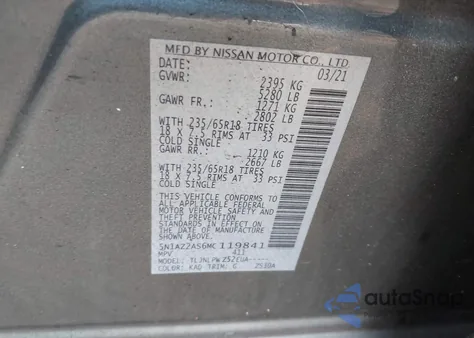 MFD BY NISSAN MOTOR CO., LTD
DATE: 03/21
GVWR: 2395 KG
5280 LB
GAWR FR.: 1271 KG
2802 LB
WITH 235/65R18 TIRES
18 X 7.5 RIMS AT 33 PSI
COLD SINGLE
GAWR RR.: 1210 KG
2667 LB
WITH 235/65R18 TIRES
18 X 7.5 RIMS AT 33 PSI
COLD SINGLE
THIS VEHICLE CONFORMS TO ALL
APPLICABLE FEDERAL MOTOR VEHICLE
SAFETY, BUMPER, AND THEFT PREVENTION
STANDARDS IN EFFECT ON THE DATE OF
MANUFACTURE SHOWN ABOVE.
5N1AZ2AS6MC119841
MPV 411
MODEL:
COLOR: KAD TRIM: G
autoSnap